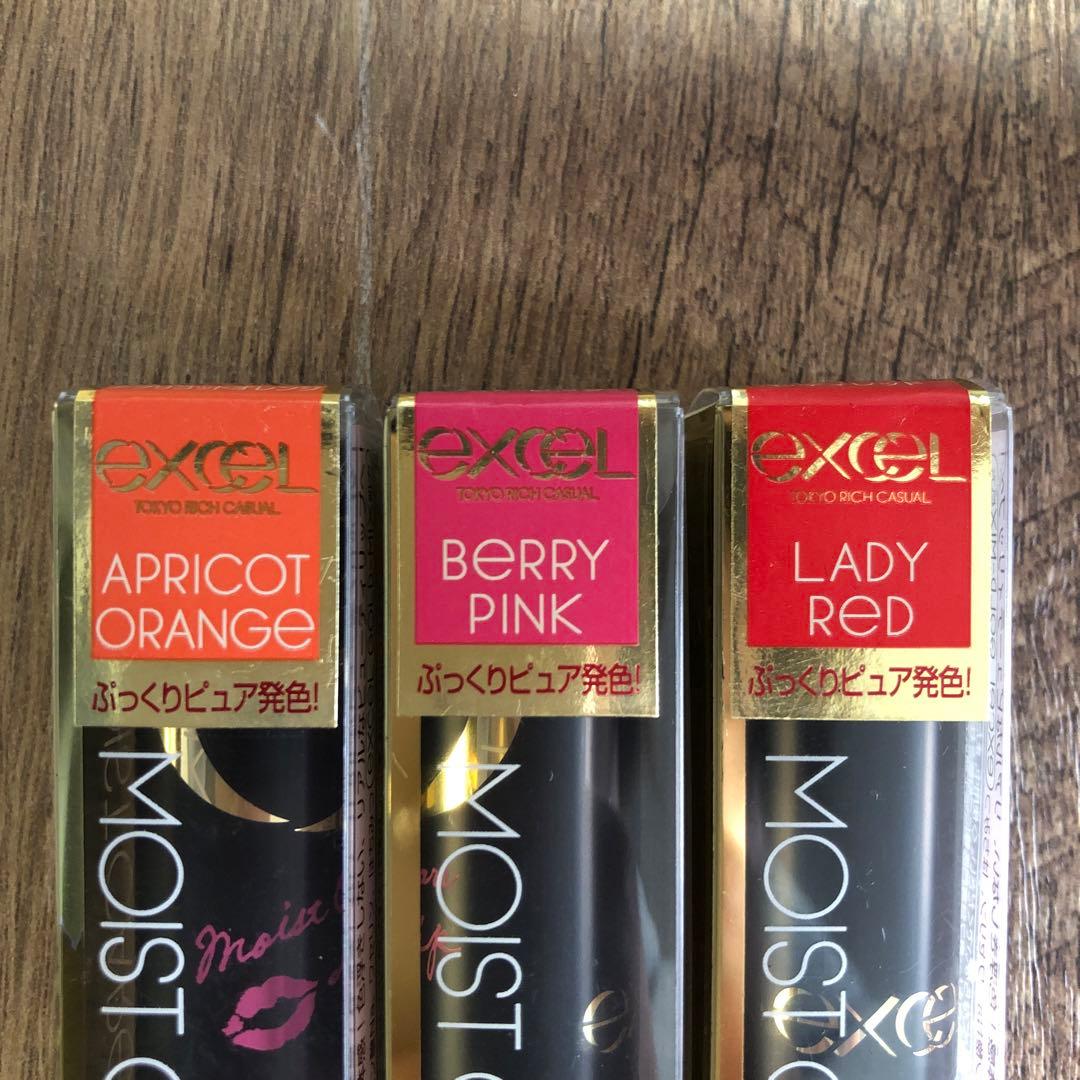 excel
TOKYO RICH CASUAL
APRICOT
ORANGE
ぷっくりピュア発色!
MOIST
Moist
excel
TOKYO RICH CASUAL
BERRY
PINK
ぷっくりピュア発色!
MOIST
excel
TOKYO RICH CASUAL
LADY
RED
ぷっくりピュア発色!
MOIST
exce